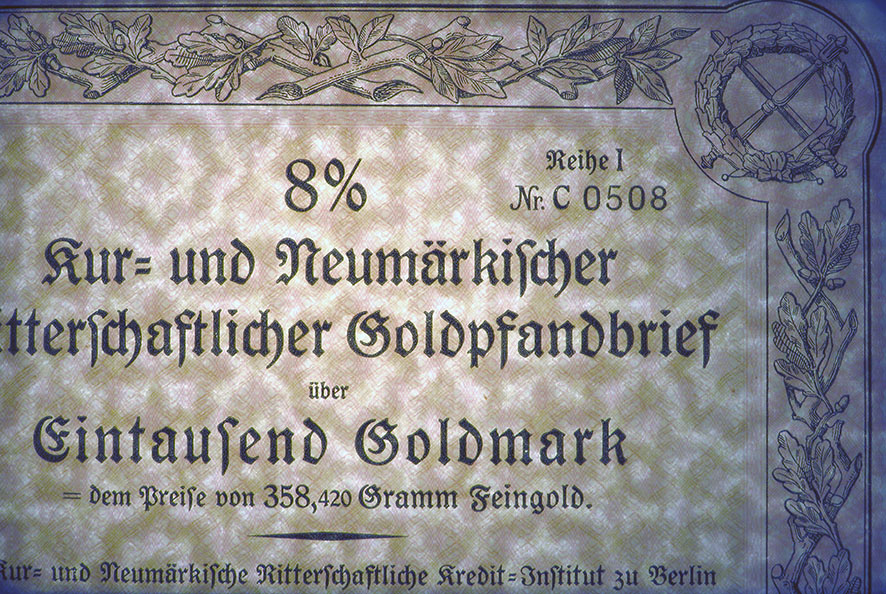 8%
Reihe I
Nr. C 0508
Kur= und Neumärkischer
itterschaftlicher Goldpfandbrief
über
Eintausend Goldmark
= dem Preise von 358,420 Gramm Feingold.
Kur= und Neumärkische Ritterschaftliche Kredit=Institut zu Berlin